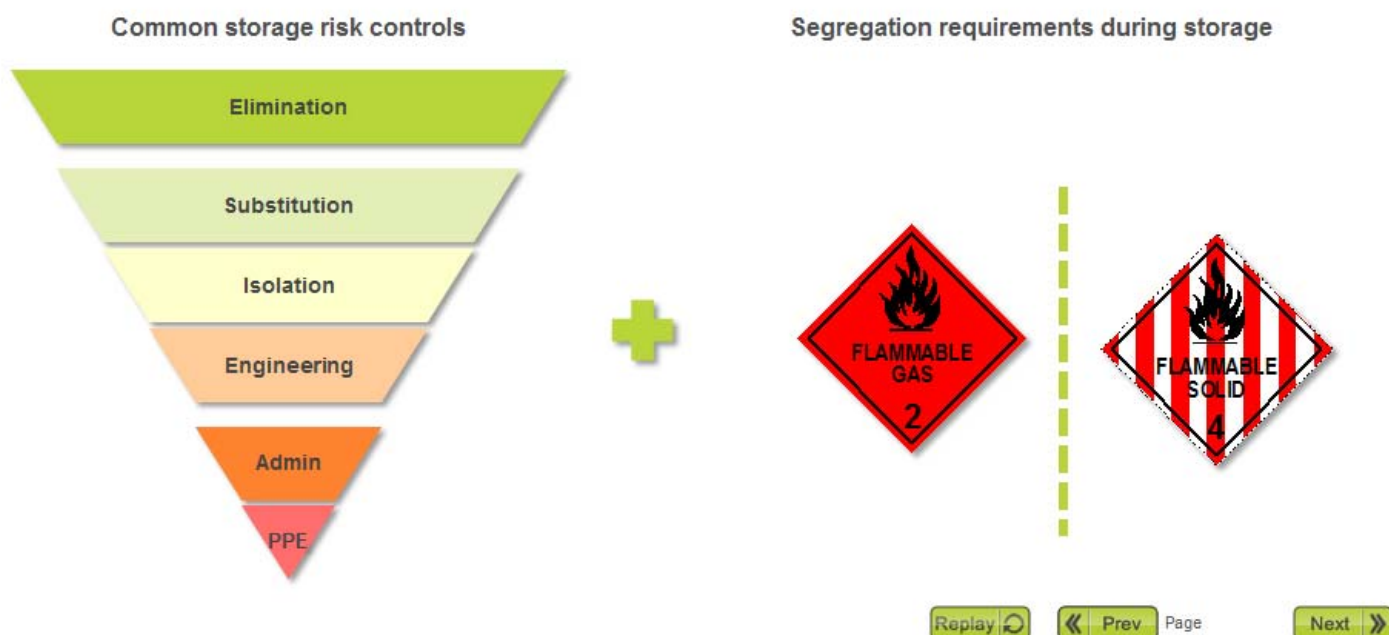 Common storage risk controls
Elimination
Substitution
Isolation
Engineering
Admin
PPE
Segregation requirements during storage
FLAMMABLE
GAS
2
FLAMMABLE
SOLID
4
Replay
Prev
Page
Next